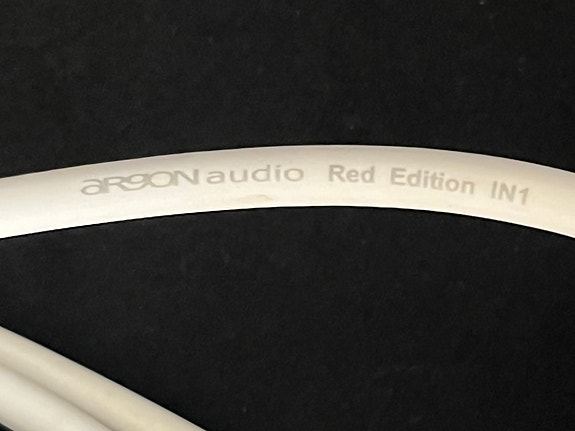 aRGON audio Red Edition IN1